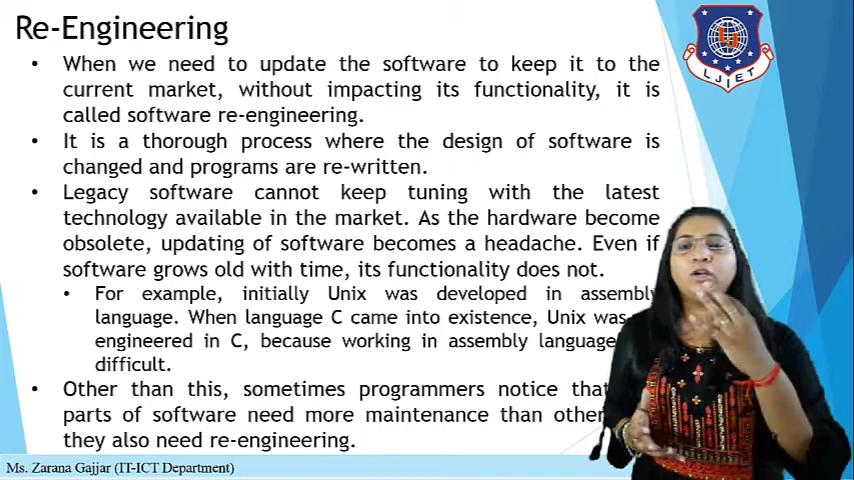 Re-Engineering
• When we need to update the software to keep it to the
current market, without impacting its functionality, it is
called software re-engineering.
• It is a thorough process where the design of software is
changed and programs are re-written.
• Legacy software cannot keep tuning with the latest
technology available in the market. As the hardware become
obsolete, updating of software becomes a headache. Even if
software grows old with time, its functionality does not.
• For example, initially Unix was developed in assembly
language. When language C came into existence, Unix was
engineered in C, because working in assembly language
difficult.
• Other than this, sometimes programmers notice that
parts of software need more maintenance than other
they also need re-engineering.
Ms. Zarana Gajjar (IT-ICT Department)
LJIET